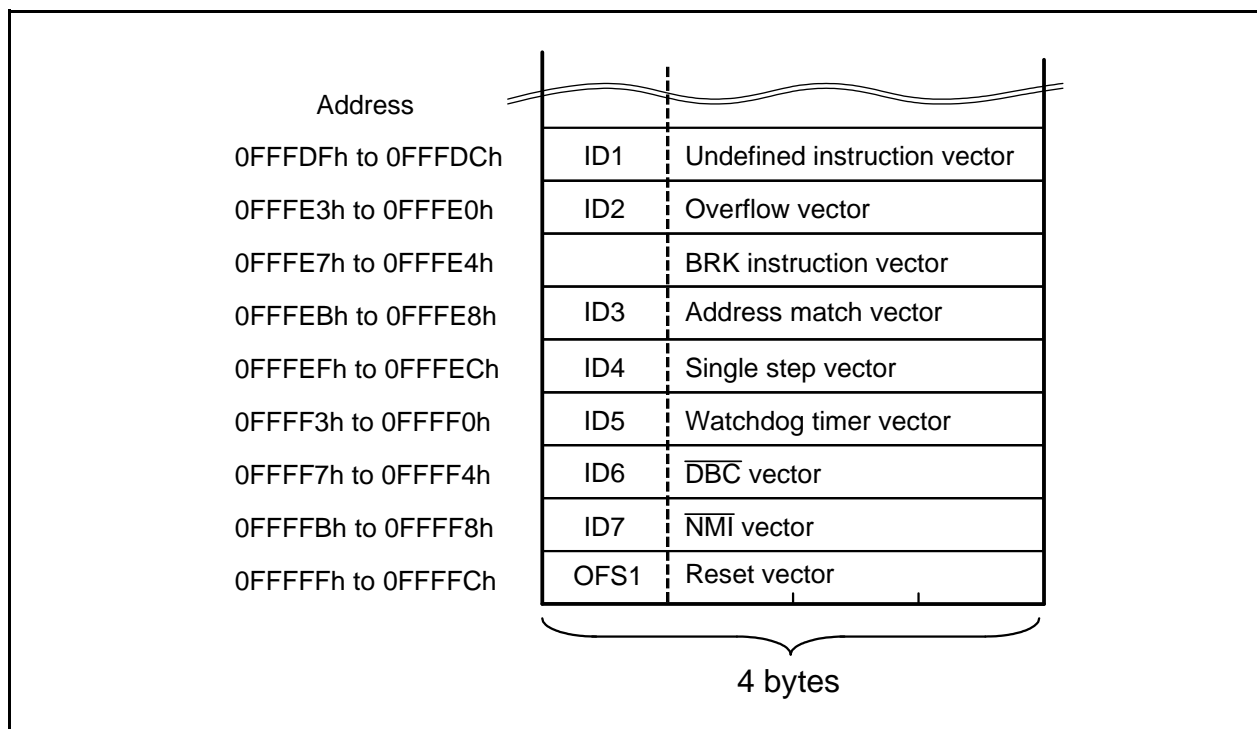 Address
0FFFDFh to 0FFFDCh ID1 Undefined instruction vector
0FFFE3h to 0FFFE0h ID2 Overflow vector
0FFFE7h to 0FFFE4h BRK instruction vector
0FFFEBh to 0FFFE8h ID3 Address match vector
0FFFEFh to 0FFFECh ID4 Single step vector
0FFFF3h to 0FFFF0h ID5 Watchdog timer vector
0FFFF7h to 0FFFF4h ID6 D̅B̅C̅ vector
0FFFFBh to 0FFFF8h ID7 N̅M̅I̅ vector
0FFFFFh to 0FFFFCh OFS1 Reset vector
4 bytes